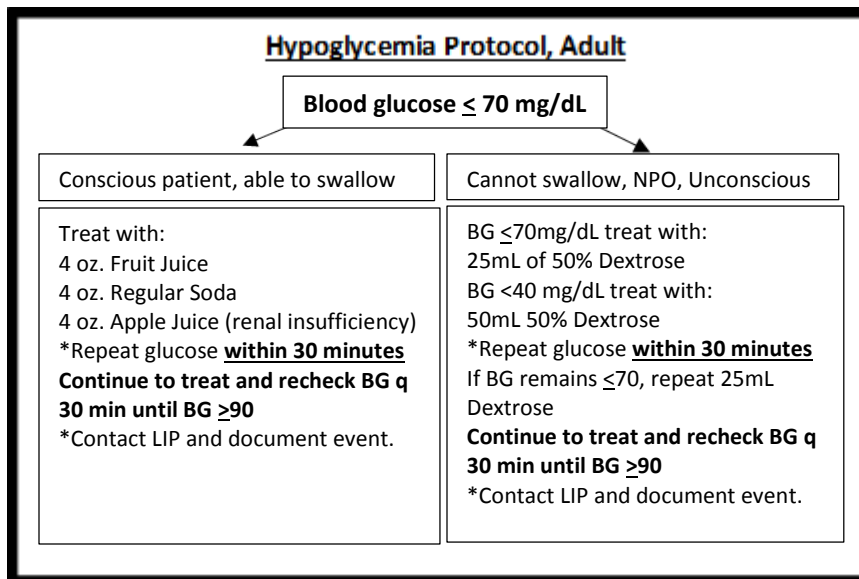 Hypoglycemia Protocol, Adult
Blood glucose ≤ 70 mg/dL
Conscious patient, able to swallow
Treat with:
4 oz. Fruit Juice
4 oz. Regular Soda
4 oz. Apple Juice (renal insufficiency)
*Repeat glucose within 30 minutes
Continue to treat and recheck BG q
30 min until BG ≥90
*Contact LIP and document event.
Cannot swallow, NPO, Unconscious
BG ≤70mg/dL treat with:
25mL of 50% Dextrose
BG <40 mg/dL treat with:
50mL 50% Dextrose
*Repeat glucose within 30 minutes
If BG remains ≤70, repeat 25mL
Dextrose
Continue to treat and recheck BG q
30 min until BG ≥90
*Contact LIP and document event.